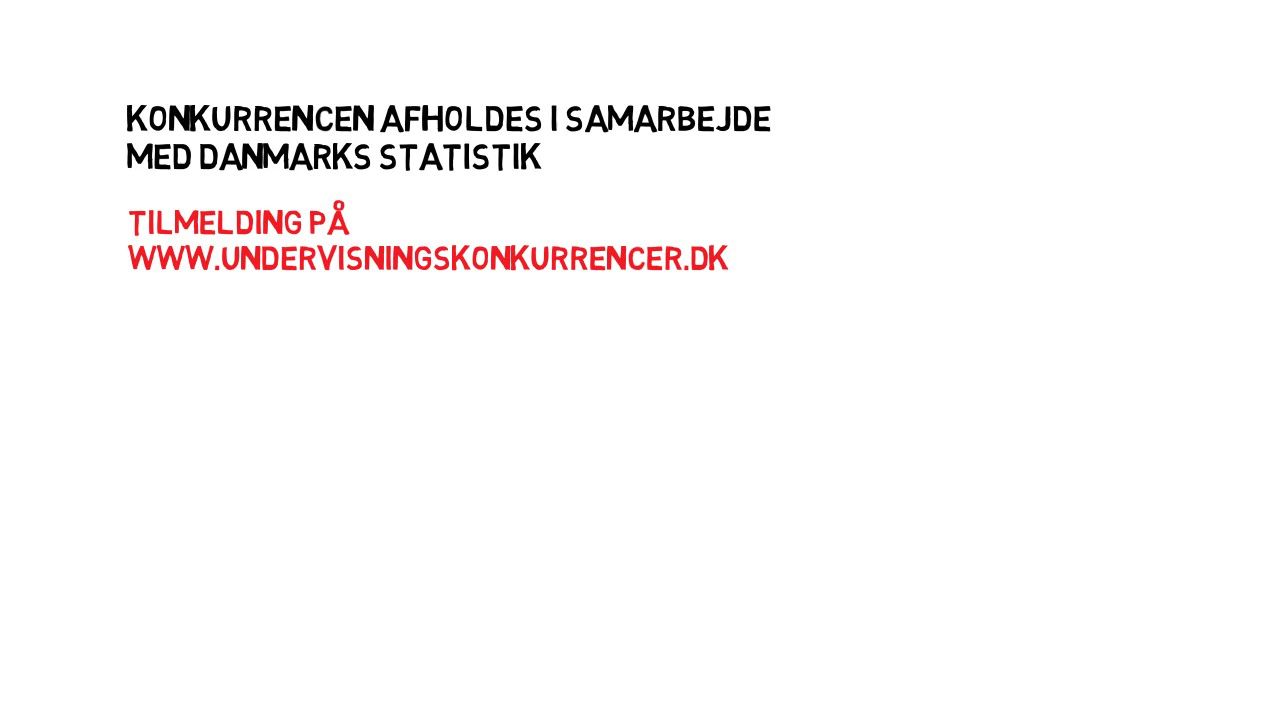 KONKURRENCEN AFHOLDES I SAMARBEJDE
MED DANMARKS STATISTIK
TILMELDING PÅ
WWW.UNDERVISNINGSKONKURRENCER.DK